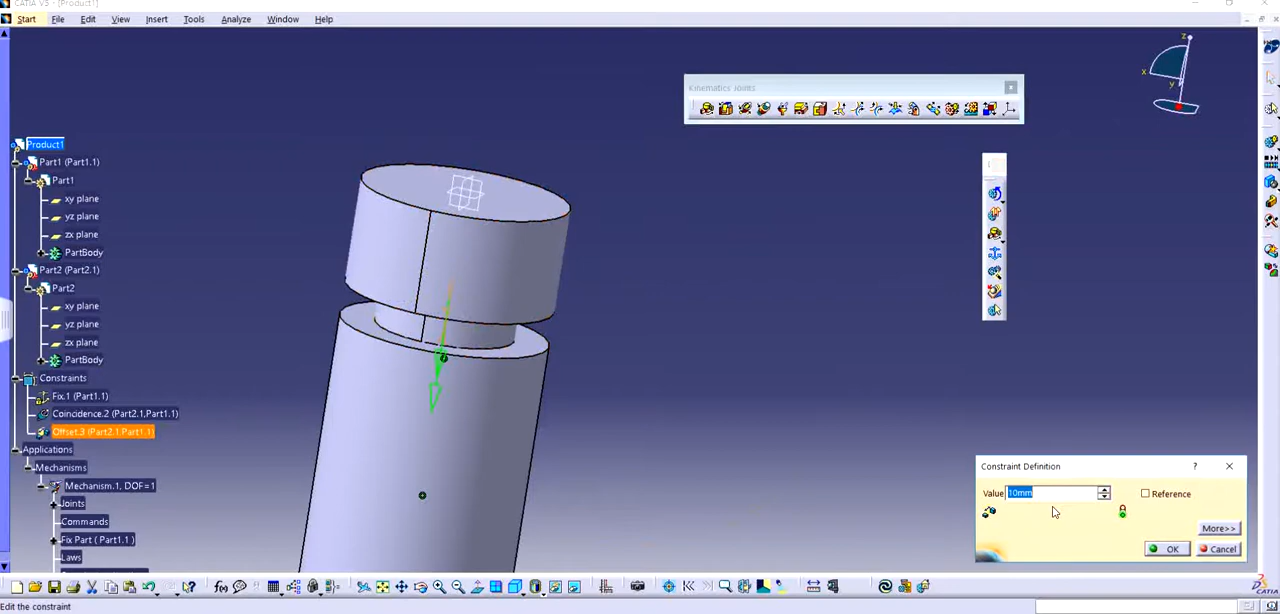 CATIA V5 - [Product1]
Start File Edit View Insert Tools Analyze Window Help
Kinematics Joints
z
x
y
Product1
Part1 (Part1.1)
Part1
xy plane
yz plane
zx plane
PartBody
Part2 (Part2.1)
Part2
xy plane
yz plane
zx plane
PartBody
Constraints
Fix.1 (Part1.1)
Coincidence.2 (Part2.1,Part1.1)
Offset.3 (Part2.1,Part1.1)
Applications
Mechanisms
Mechanism.1, DOF=1
Joints
Commands
Fix Part ( Part1.1 )
Laws
Constraint Definition ?
Value 10mm Reference
More>>
OK Cancel
f(x)
CATIA
Edit the constraint